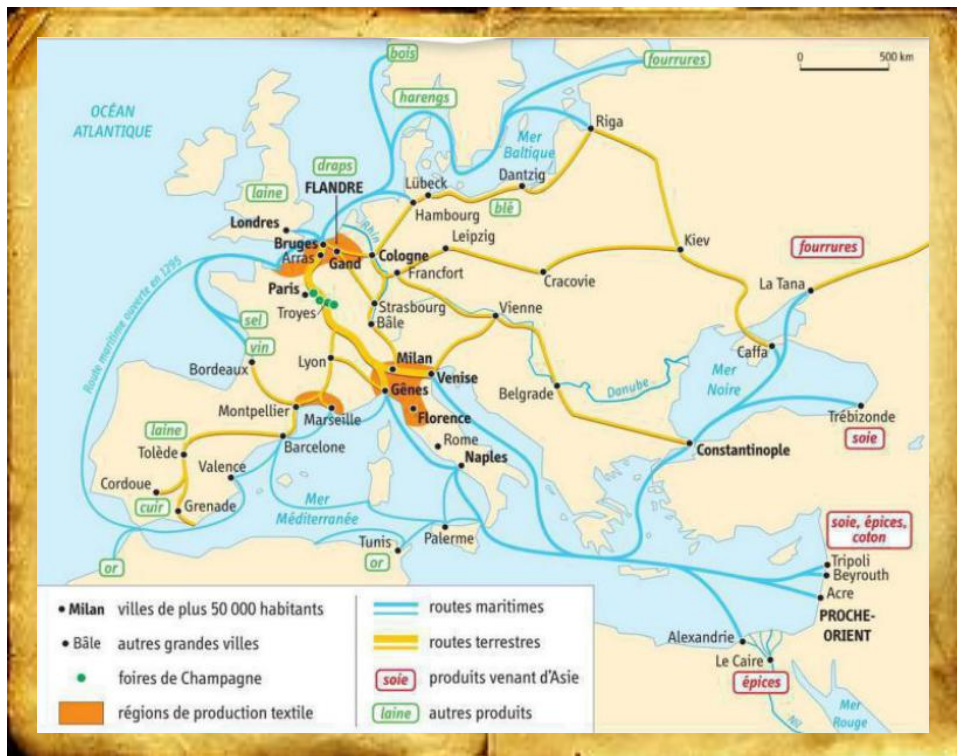 bois
fourrures
0 500 km
harengs
OCÉAN
ATLANTIQUE
Riga
Mer
Baltique
draps
FLANDRE
Dantzig
Lübeck
laine
blé
Hambourg
Londres
Rhin
Leipzig
Bruges
Kiev
fourrures
Arras
Gand
Cologne
Francfort
Cracovie
La Tana
Paris
Troyes
Strasbourg
Vienne
Bâle
sel
Route maritime ouverte en 1295
vin
Lyon
Milan
Caffa
Bordeaux
Venise
Mer
Noire
Gênes
Belgrade
Danube
Montpellier
Marseille
Florence
Trébizonde
laine
Barcelone
Rome
soie
Tolède
Valence
Naples
Constantinople
Cordoue
cuir
Grenade
Mer
Méditerranée
soie, épices,
coton
Palerme
Tunis
or
or
Tripoli
Beyrouth
Acre
PROCHE-
ORIENT
Alexandrie
Le Caire
épices
Mer
Rouge
Nil
Milan villes de plus 50 000 habitants
Bâle autres grandes villes
foires de Champagne
régions de production textile
routes maritimes
routes terrestres
soie produits venant d'Asie
laine autres produits